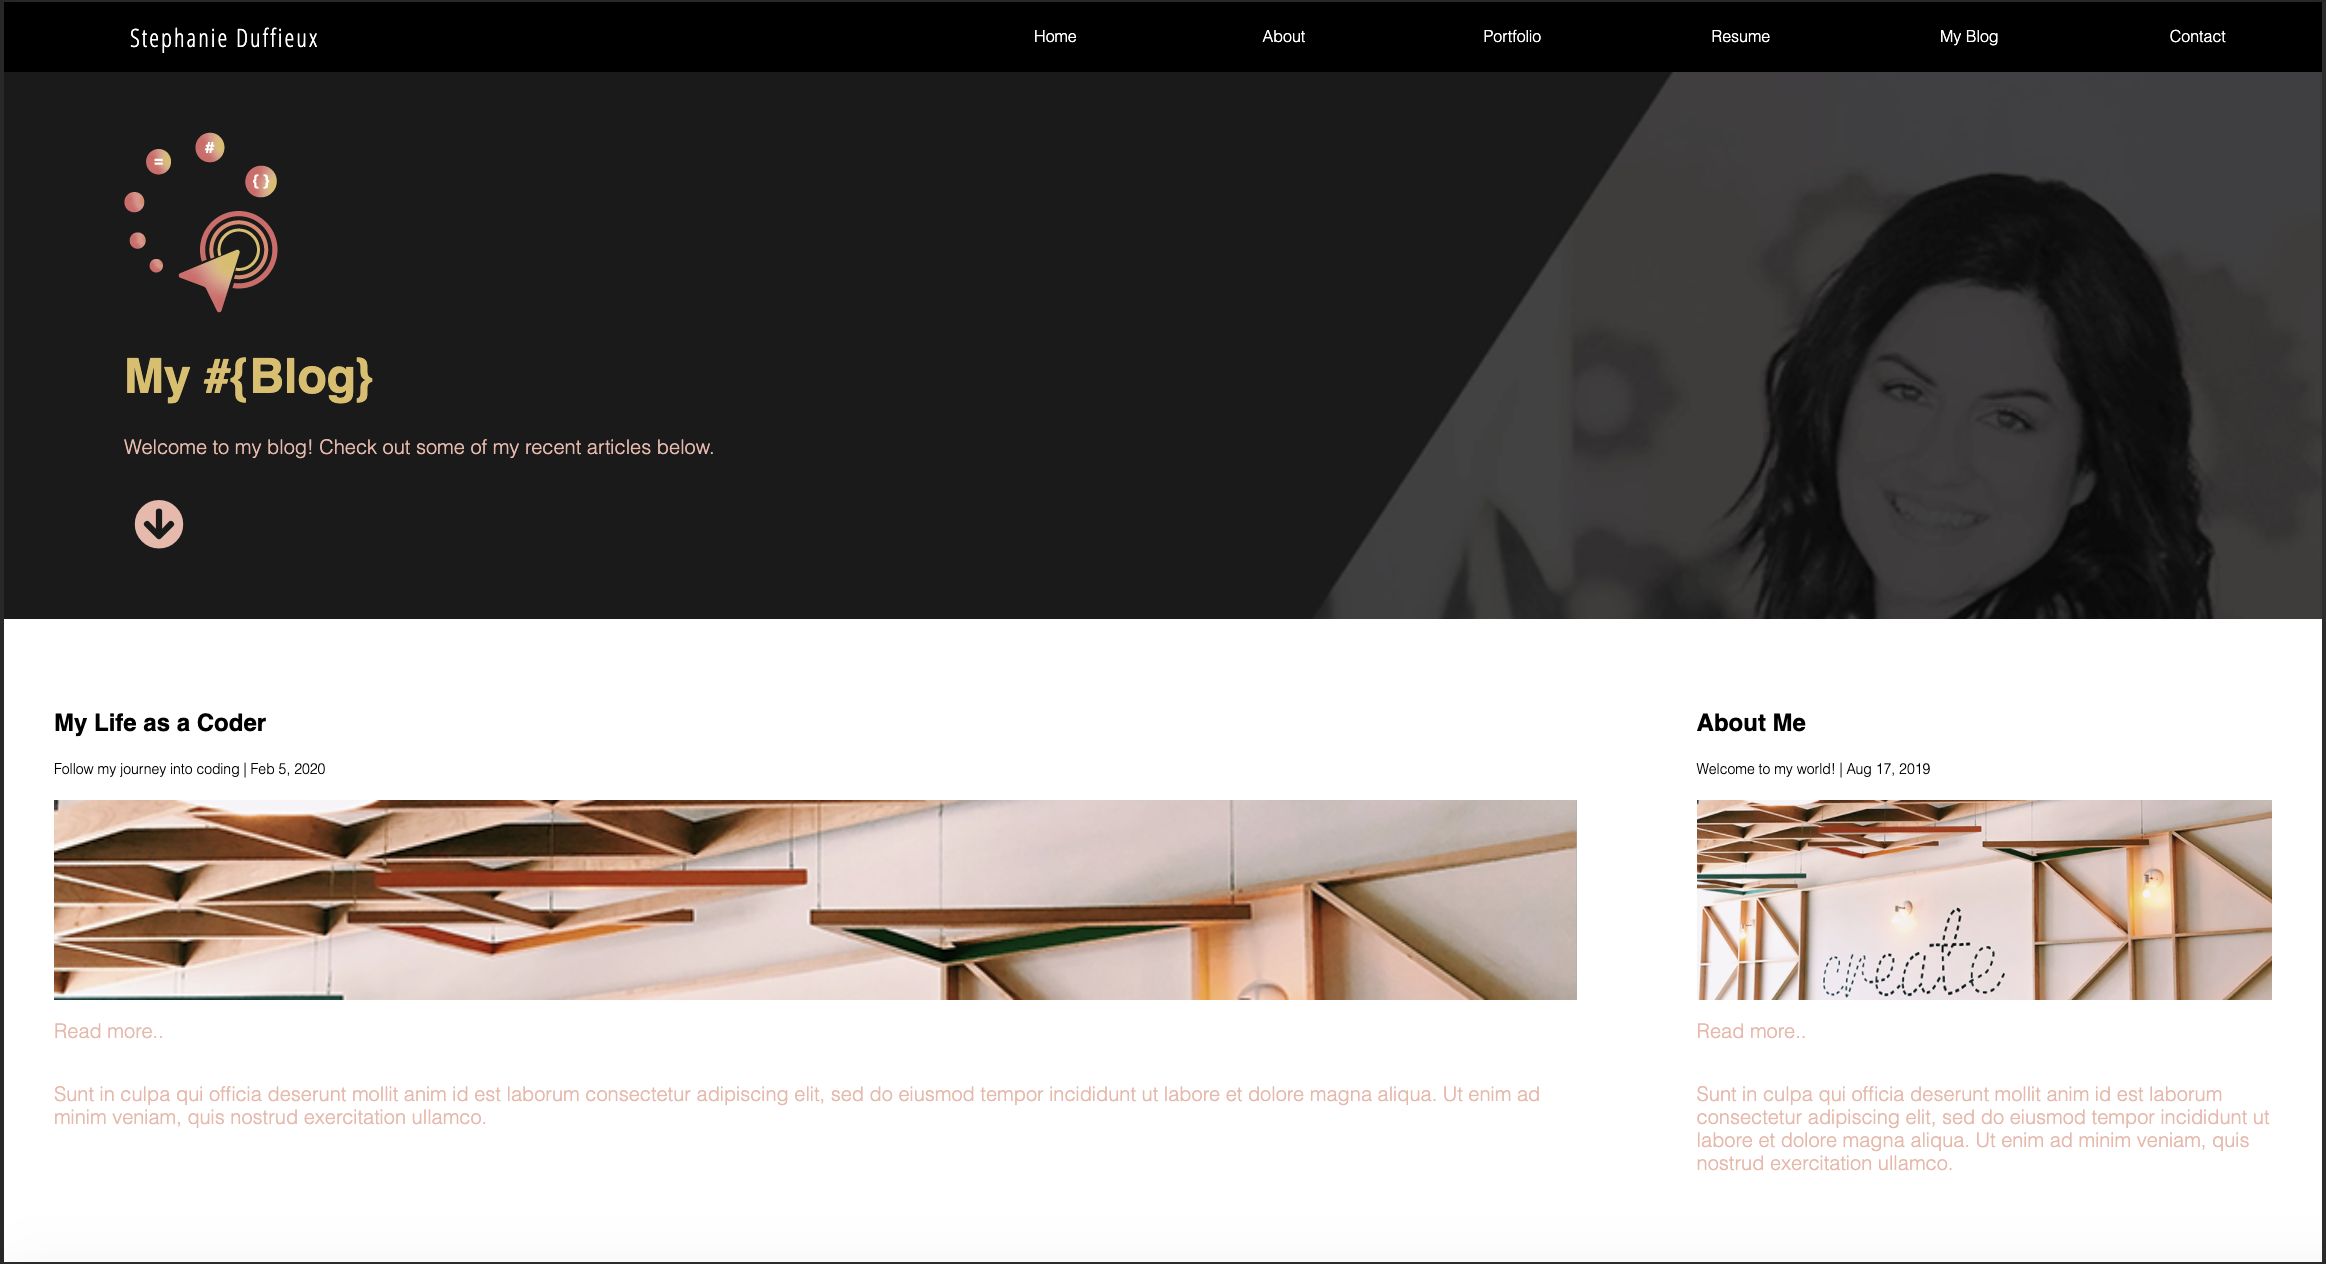 Stephanie Duffieux
Home About Portfolio Resume My Blog Contact
= # { }
My #{Blog}
Welcome to my blog! Check out some of my recent articles below.
My Life as a Coder
Follow my journey into coding | Feb 5, 2020
Read more..
Sunt in culpa qui officia deserunt mollit anim id est laborum consectetur adipiscing elit, sed do eiusmod tempor incididunt ut labore et dolore magna aliqua. Ut enim ad
minim veniam, quis nostrud exercitation ullamco.
About Me
Welcome to my world! | Aug 17, 2019
create
Read more..
Sunt in culpa qui officia deserunt mollit anim id est laborum
consectetur adipiscing elit, sed do eiusmod tempor incididunt ut
labore et dolore magna aliqua. Ut enim ad minim veniam, quis
nostrud exercitation ullamco.